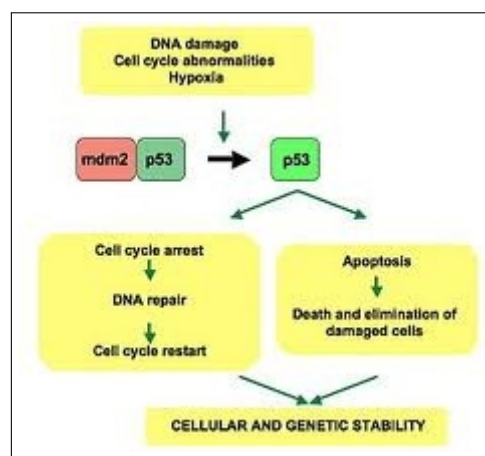 DNA damage
Cell cycle abnormalities
Hypoxia
mdm2 p53 p53
Cell cycle arrest
DNA repair
Cell cycle restart
Apoptosis
Death and elimination of
damaged cells
CELLULAR AND GENETIC STABILITY